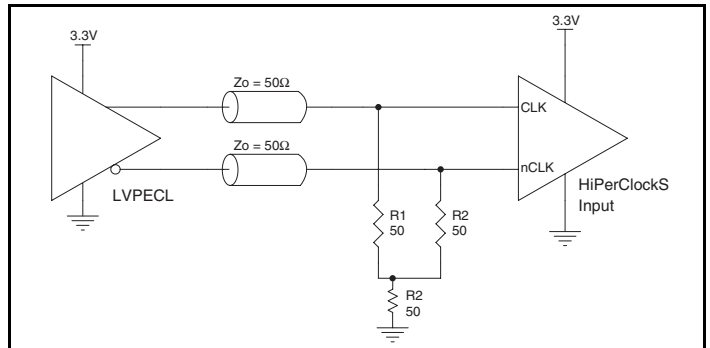 3.3V
3.3V
Zo = 50Ω
CLK
Zo = 50Ω
nCLK
LVPECL
HiPerClockS
Input
R1
50
R2
50
R2
50